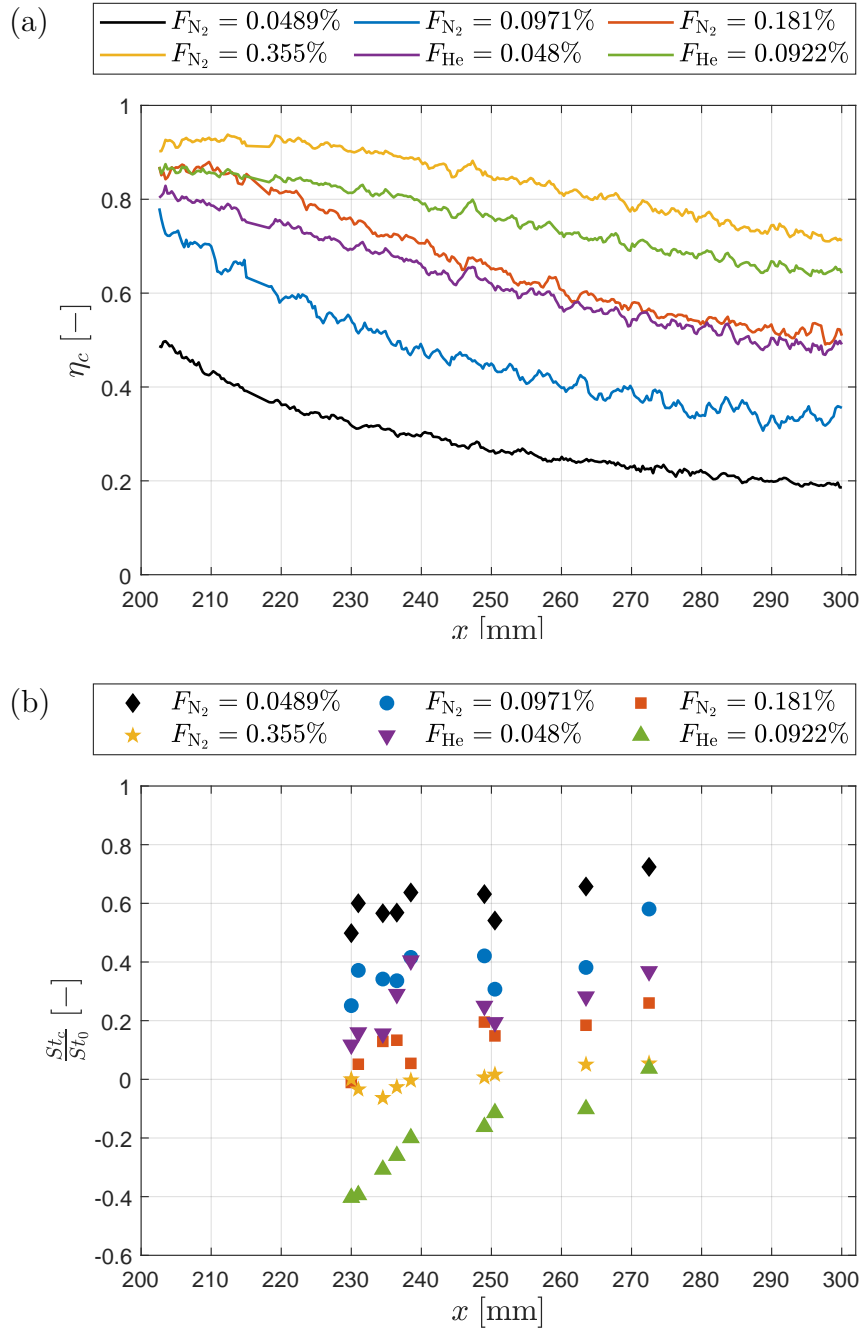 (a)
F_N₂ = 0.0489% F_N₂ = 0.0971% F_N₂ = 0.181%
F_N₂ = 0.355% F_He = 0.048% F_He = 0.0922%
1
0.8
0.6
0.4
0.2
0
η_c [−]
200 210 220 230 240 250 260 270 280 290 300
x [mm]
(b)
F_N₂ = 0.0489% F_N₂ = 0.0971% F_N₂ = 0.181%
F_N₂ = 0.355% F_He = 0.048% F_He = 0.0922%
1
0.8
0.6
0.4
0.2
0
-0.2
-0.4
-0.6
St_c/St_0 [−]
200 210 220 230 240 250 260 270 280 290 300
x [mm]